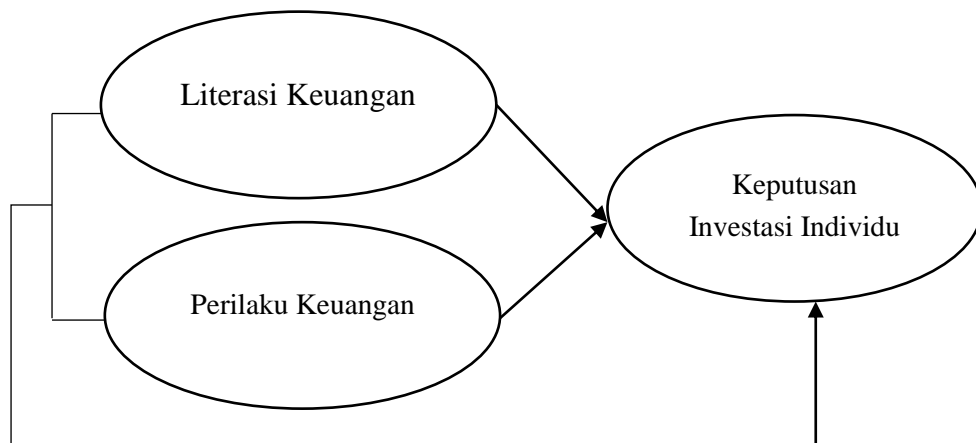 Literasi Keuangan
Keputusan
Investasi Individu
Perilaku Keuangan